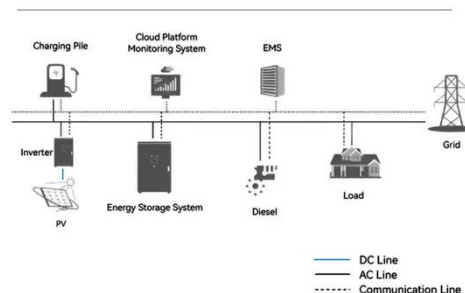 Charging Pile
Cloud Platform
Monitoring System
EMS
Grid
Inverter
PV
Energy Storage System
Diesel
Load
DC Line
AC Line
Communication Line